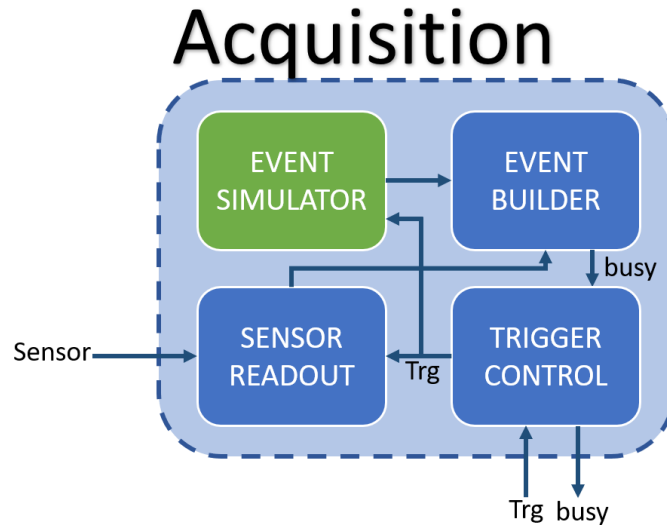 Acquisition
EVENT
SIMULATOR
EVENT
BUILDER
busy
Sensor
SENSOR
READOUT
Trg
TRIGGER
CONTROL
Trg
busy